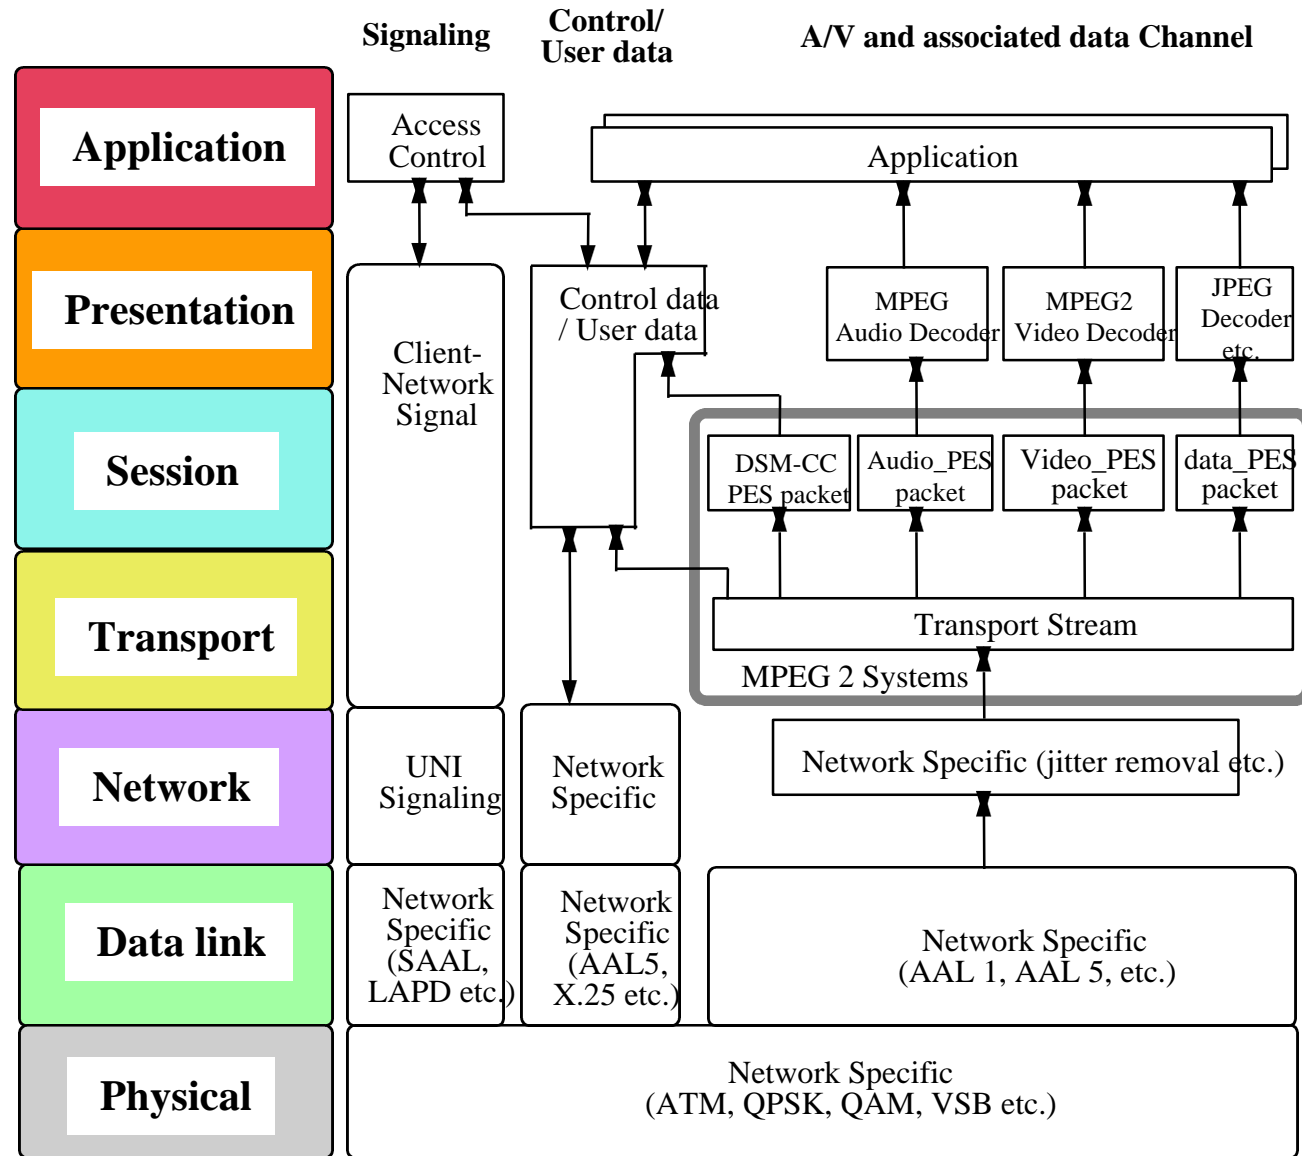 Signaling
Control/
User data
A/V and associated data Channel
Application
Access
Control
Application
Presentation
Client-
Network
Signal
Control data
/ User data
MPEG
Audio Decoder
MPEG2
Video Decoder
JPEG
Decoder
etc.
Session
DSM-CC
PES packet
Audio_PES
packet
Video_PES
packet
data_PES
packet
Transport
Transport Stream
MPEG 2 Systems
Network
UNI
Signaling
Network
Specific
Network Specific (jitter removal etc.)
Data link
Network
Specific
(SAAL,
LAPD etc.)
Network
Specific
(AAL5,
X.25 etc.)
Network Specific
(AAL 1, AAL 5, etc.)
Physical
Network Specific
(ATM, QPSK, QAM, VSB etc.)